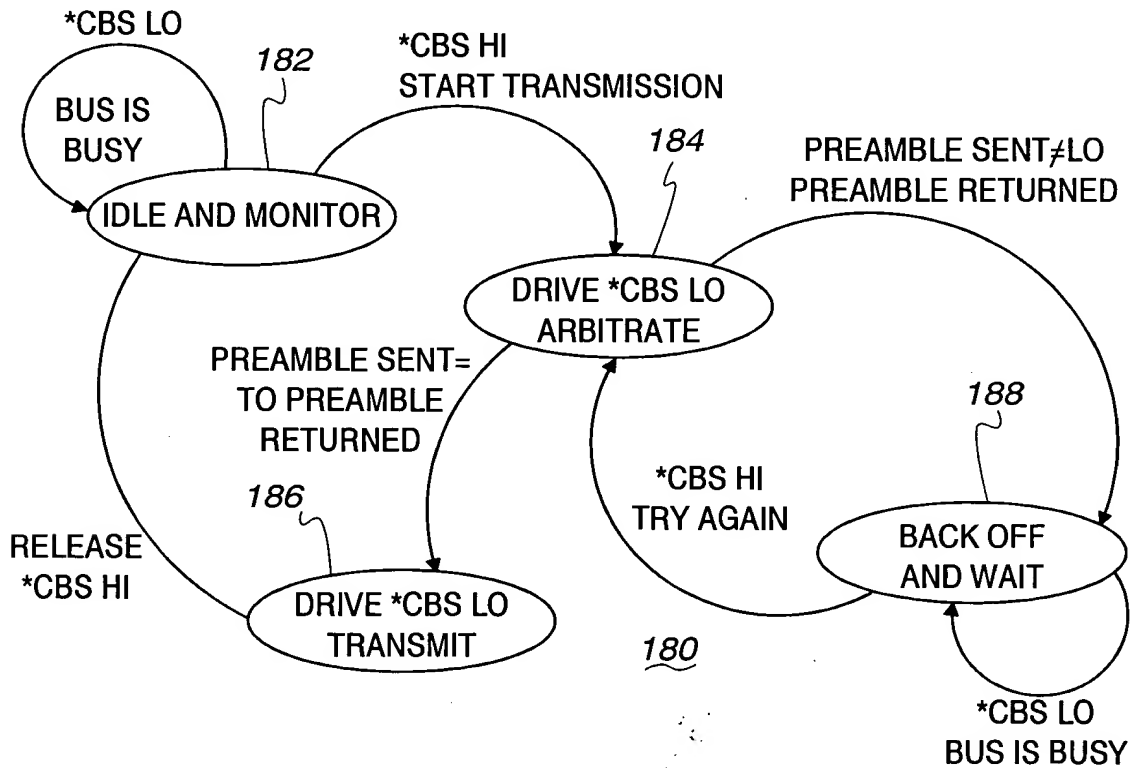 *CBS LO
BUS IS
BUSY
182
*CBS HI
START TRANSMISSION
184
PREAMBLE SENT≠LO
PREAMBLE RETURNED
IDLE AND MONITOR
DRIVE *CBS LO
ARBITRATE
PREAMBLE SENT=
TO PREAMBLE
RETURNED
188
*CBS HI
TRY AGAIN
186
BACK OFF
AND WAIT
RELEASE
*CBS HI
DRIVE *CBS LO
TRANSMIT
180
*CBS LO
BUS IS BUSY